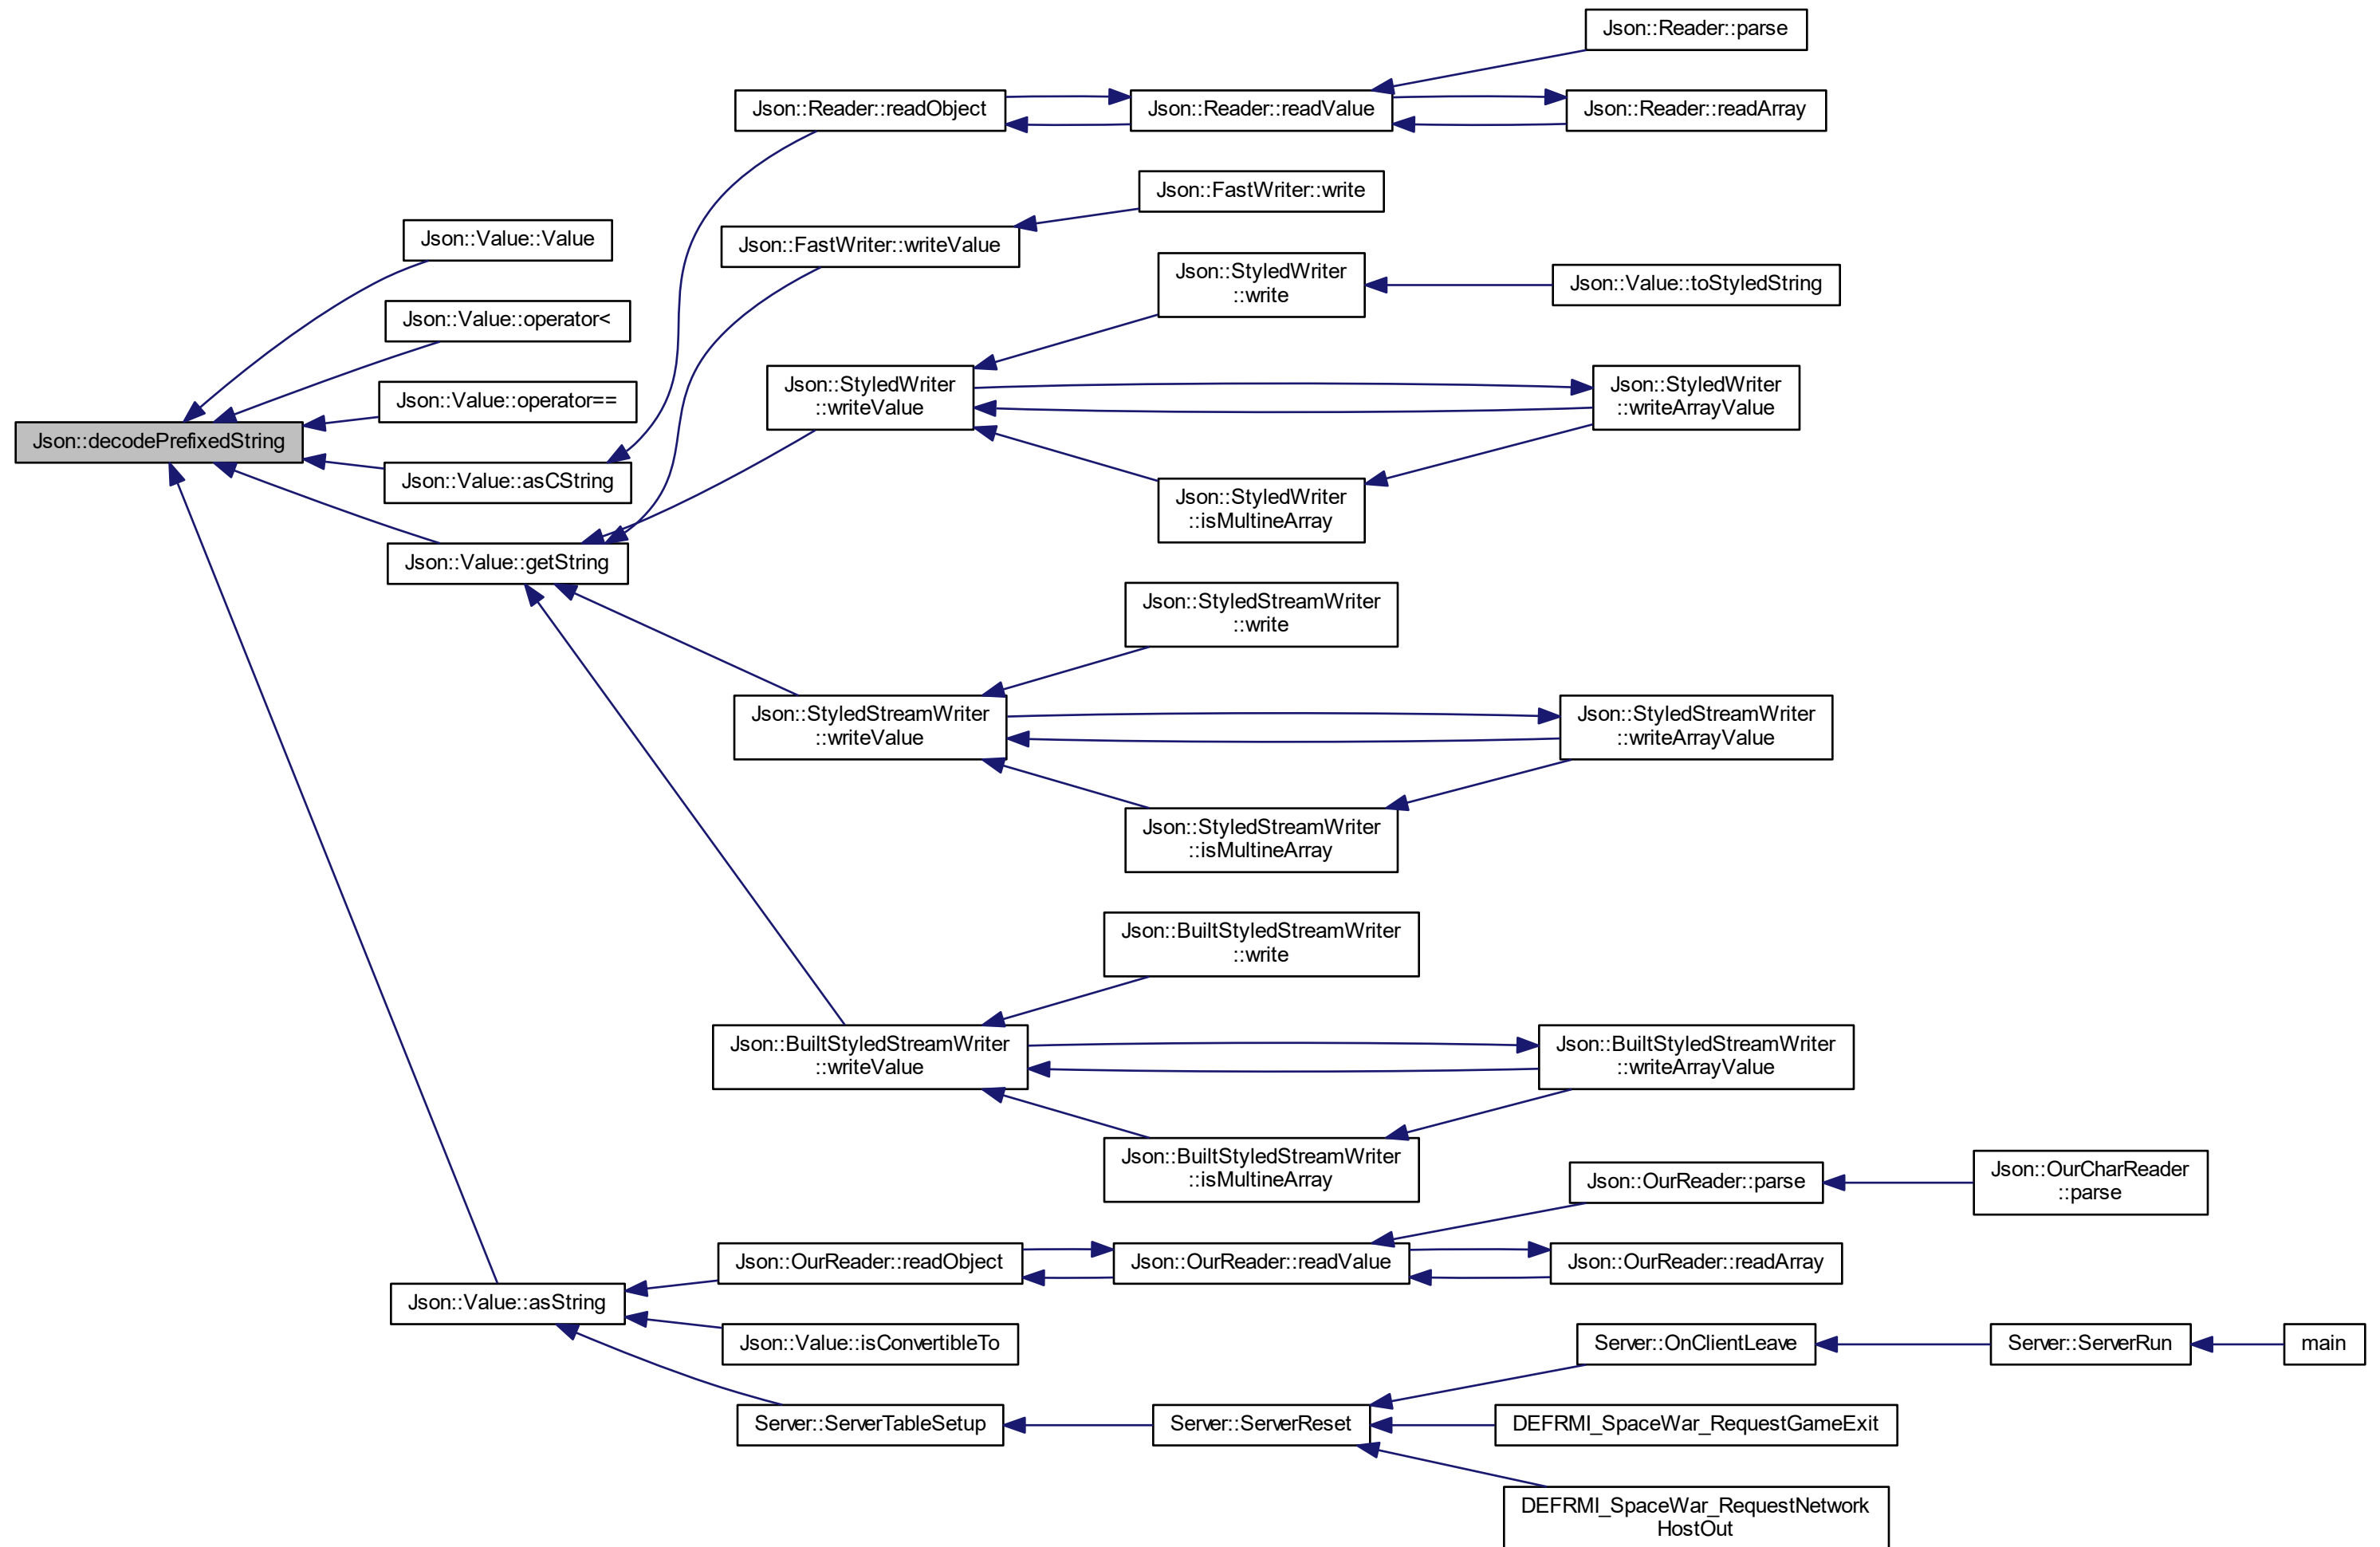 Json::Reader::parse
Json::Reader::readObject
Json::Reader::readValue
Json::Reader::readArray
Json::FastWriter::write
Json::Value::Value
Json::FastWriter::writeValue
Json::StyledWriter
::write
Json::Value::toStyledString
Json::Value::operator<
Json::StyledWriter
::writeValue
Json::StyledWriter
::writeArrayValue
Json::Value::operator==
Json::decodePrefixedString
Json::Value::asCString
Json::StyledWriter
::isMultineArray
Json::Value::getString
Json::StyledStreamWriter
::write
Json::StyledStreamWriter
::writeValue
Json::StyledStreamWriter
::writeArrayValue
Json::StyledStreamWriter
::isMultineArray
Json::BuiltStyledStreamWriter
::write
Json::BuiltStyledStreamWriter
::writeValue
Json::BuiltStyledStreamWriter
::writeArrayValue
Json::BuiltStyledStreamWriter
::isMultineArray
Json::OurReader::parse
Json::OurCharReader
::parse
Json::OurReader::readObject
Json::OurReader::readValue
Json::OurReader::readArray
Json::Value::asString
Json::Value::isConvertibleTo
Server::OnClientLeave
Server::ServerRun
main
Server::ServerTableSetup
Server::ServerReset
DEFRMI_SpaceWar_RequestGameExit
DEFRMI_SpaceWar_RequestNetwork
HostOut